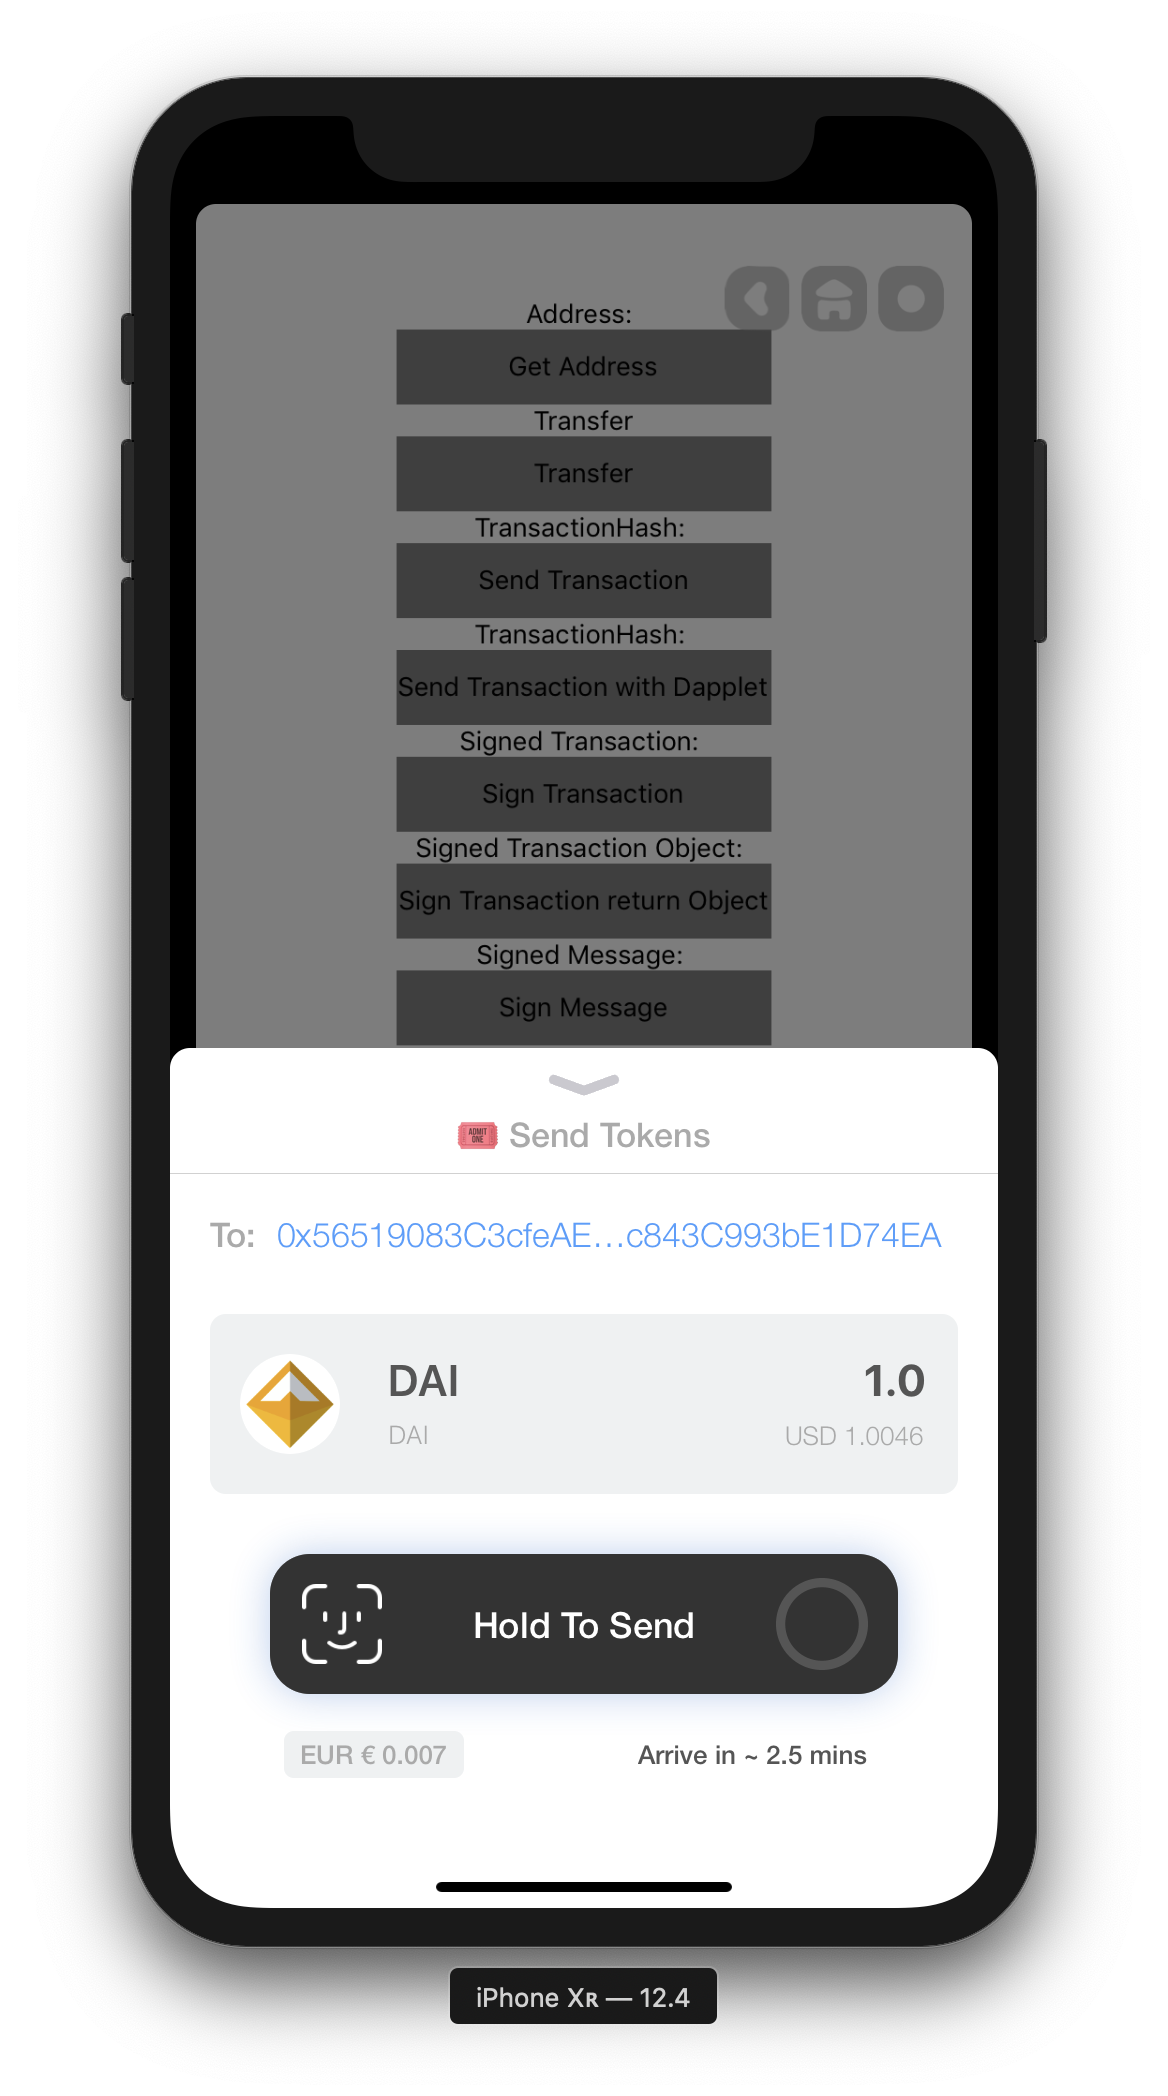 Address:
Get Address
Transfer
Transfer
TransactionHash:
Send Transaction
TransactionHash:
Send Transaction with Dapplet
Signed Transaction:
Sign Transaction
Signed Transaction Object:
Sign Transaction return Object
Signed Message:
Sign Message
ADMIT
ONE
Send Tokens
To: 0x56519083C3cfeAE...c843C993bE1D74EA
DAI 1.0
DAI USD 1.0046
Hold To Send
EUR € 0.007 Arrive in ~ 2.5 mins
iPhone Xʀ — 12.4